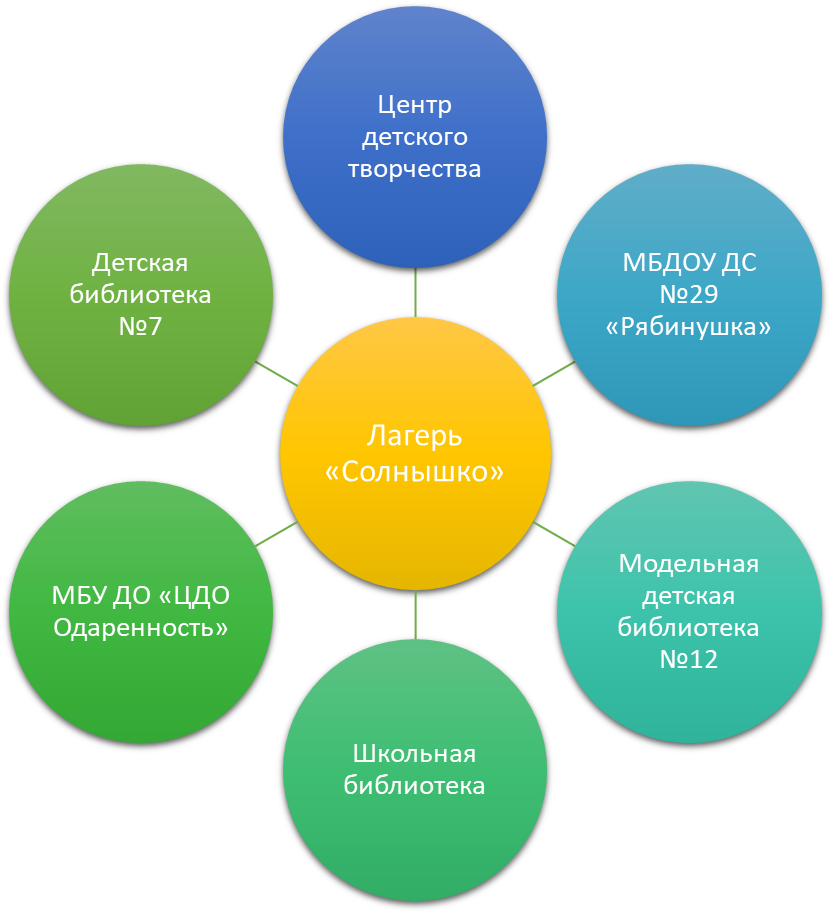 Центр
детского
творчества
Детская
библиотека
№7
МБДОУ ДС
№29
«Рябинушка»
Лагерь
«Солнышко»
МБУ ДО «ЦДО
Одаренность»
Модельная
детская
библиотека
№12
Школьная
библиотека